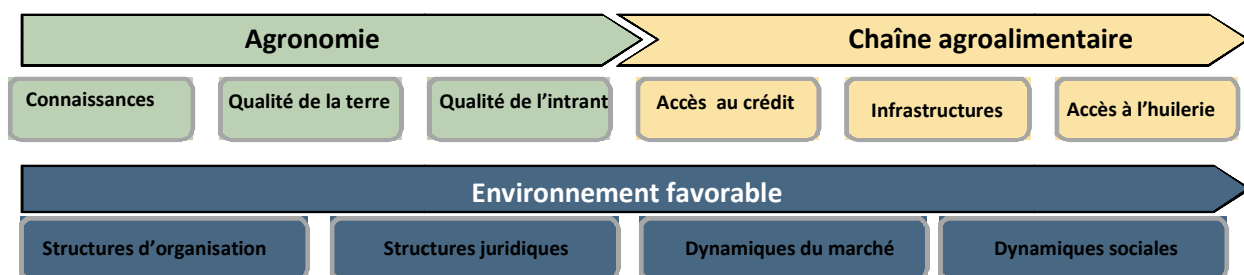 Agronomie
Chaîne agroalimentaire
Connaissances
Qualité de la terre
Qualité de l’intrant
Accès au crédit
Infrastructures
Accès à l’huilerie
Environnement favorable
Structures d’organisation
Structures juridiques
Dynamiques du marché
Dynamiques sociales